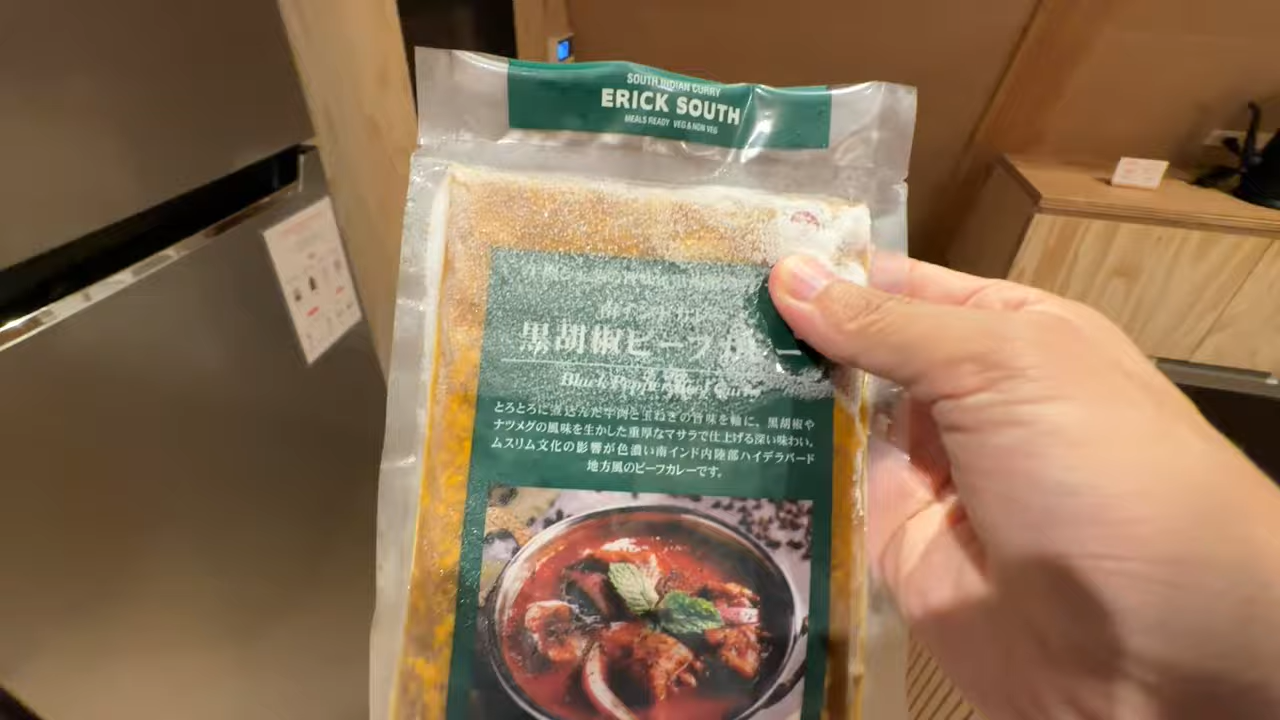 SOUTH INDIAN CURRY
ERICK SOUTH
MEALS READY VEG & NON VEG
黒胡椒ビーフ
Black Pepper
とろとろに煮込んだ牛肉と玉ねぎの旨味を軸に、黒胡椒や
ナツメグの風味を生かした重厚なマサラで仕上げる深い味わい。
ムスリム文化の影響が色濃い南インド内陸部ハイデラバード
地方風のビーフカレーです。